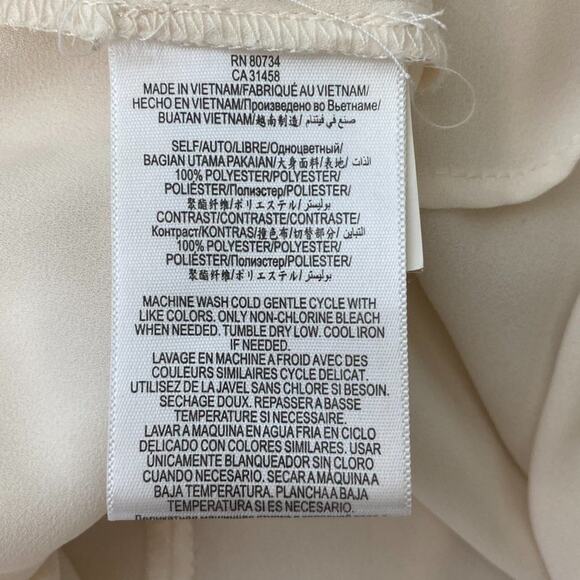 RN 80734
CA 31458
MADE IN VIETNAM/FABRIQUÉ AU VIETNAM/
HECHO EN VIETNAM/Произведено во Вьетнаме/
BUATAN VIETNAM/越南制造/ صنع في فيتنام
SELF/AUTO/LIBRE/Одноцветный/
BAGIAN UTAMA PAKAIAN/大身面料/表地/ الذات/
100% POLYESTER/POLYESTER/
POLIÉSTER/Полиэстер/POLIESTER/
聚酯纤维/ポリエステル/بوليستر
CONTRAST/CONTRASTE/CONTRASTE/
Контраст/KONTRAS/撞色布/切替部分/ التباين/
100% POLYESTER/POLYESTER/
POLIÉSTER/Полиэстер/POLIESTER/
聚酯纤维/ポリエステル/بوليستر
MACHINE WASH COLD GENTLE CYCLE WITH
LIKE COLORS. ONLY NON-CHLORINE BLEACH
WHEN NEEDED. TUMBLE DRY LOW. COOL IRON
IF NEEDED.
LAVAGE EN MACHINE A FROID AVEC DES
COULEURS SIMILAIRES CYCLE DELICAT.
UTILISEZ DE LA JAVEL SANS CHLORE SI BESOIN.
SECHAGE DOUX. REPASSER A BASSE
TEMPERATURE SI NECESSAIRE.
LAVAR A MAQUINA EN AGUA FRIA EN CICLO
DELICADO CON COLORES SIMILARES. USAR
ÚNICAMENTE BLANQUEADOR SIN CLORO
CUANDO NECESARIO. SECAR A MÁQUINA A
BAJA TEMPERATURA. PLANCHA A BAJA
TEMPERATURA SI ES NECESARIO.